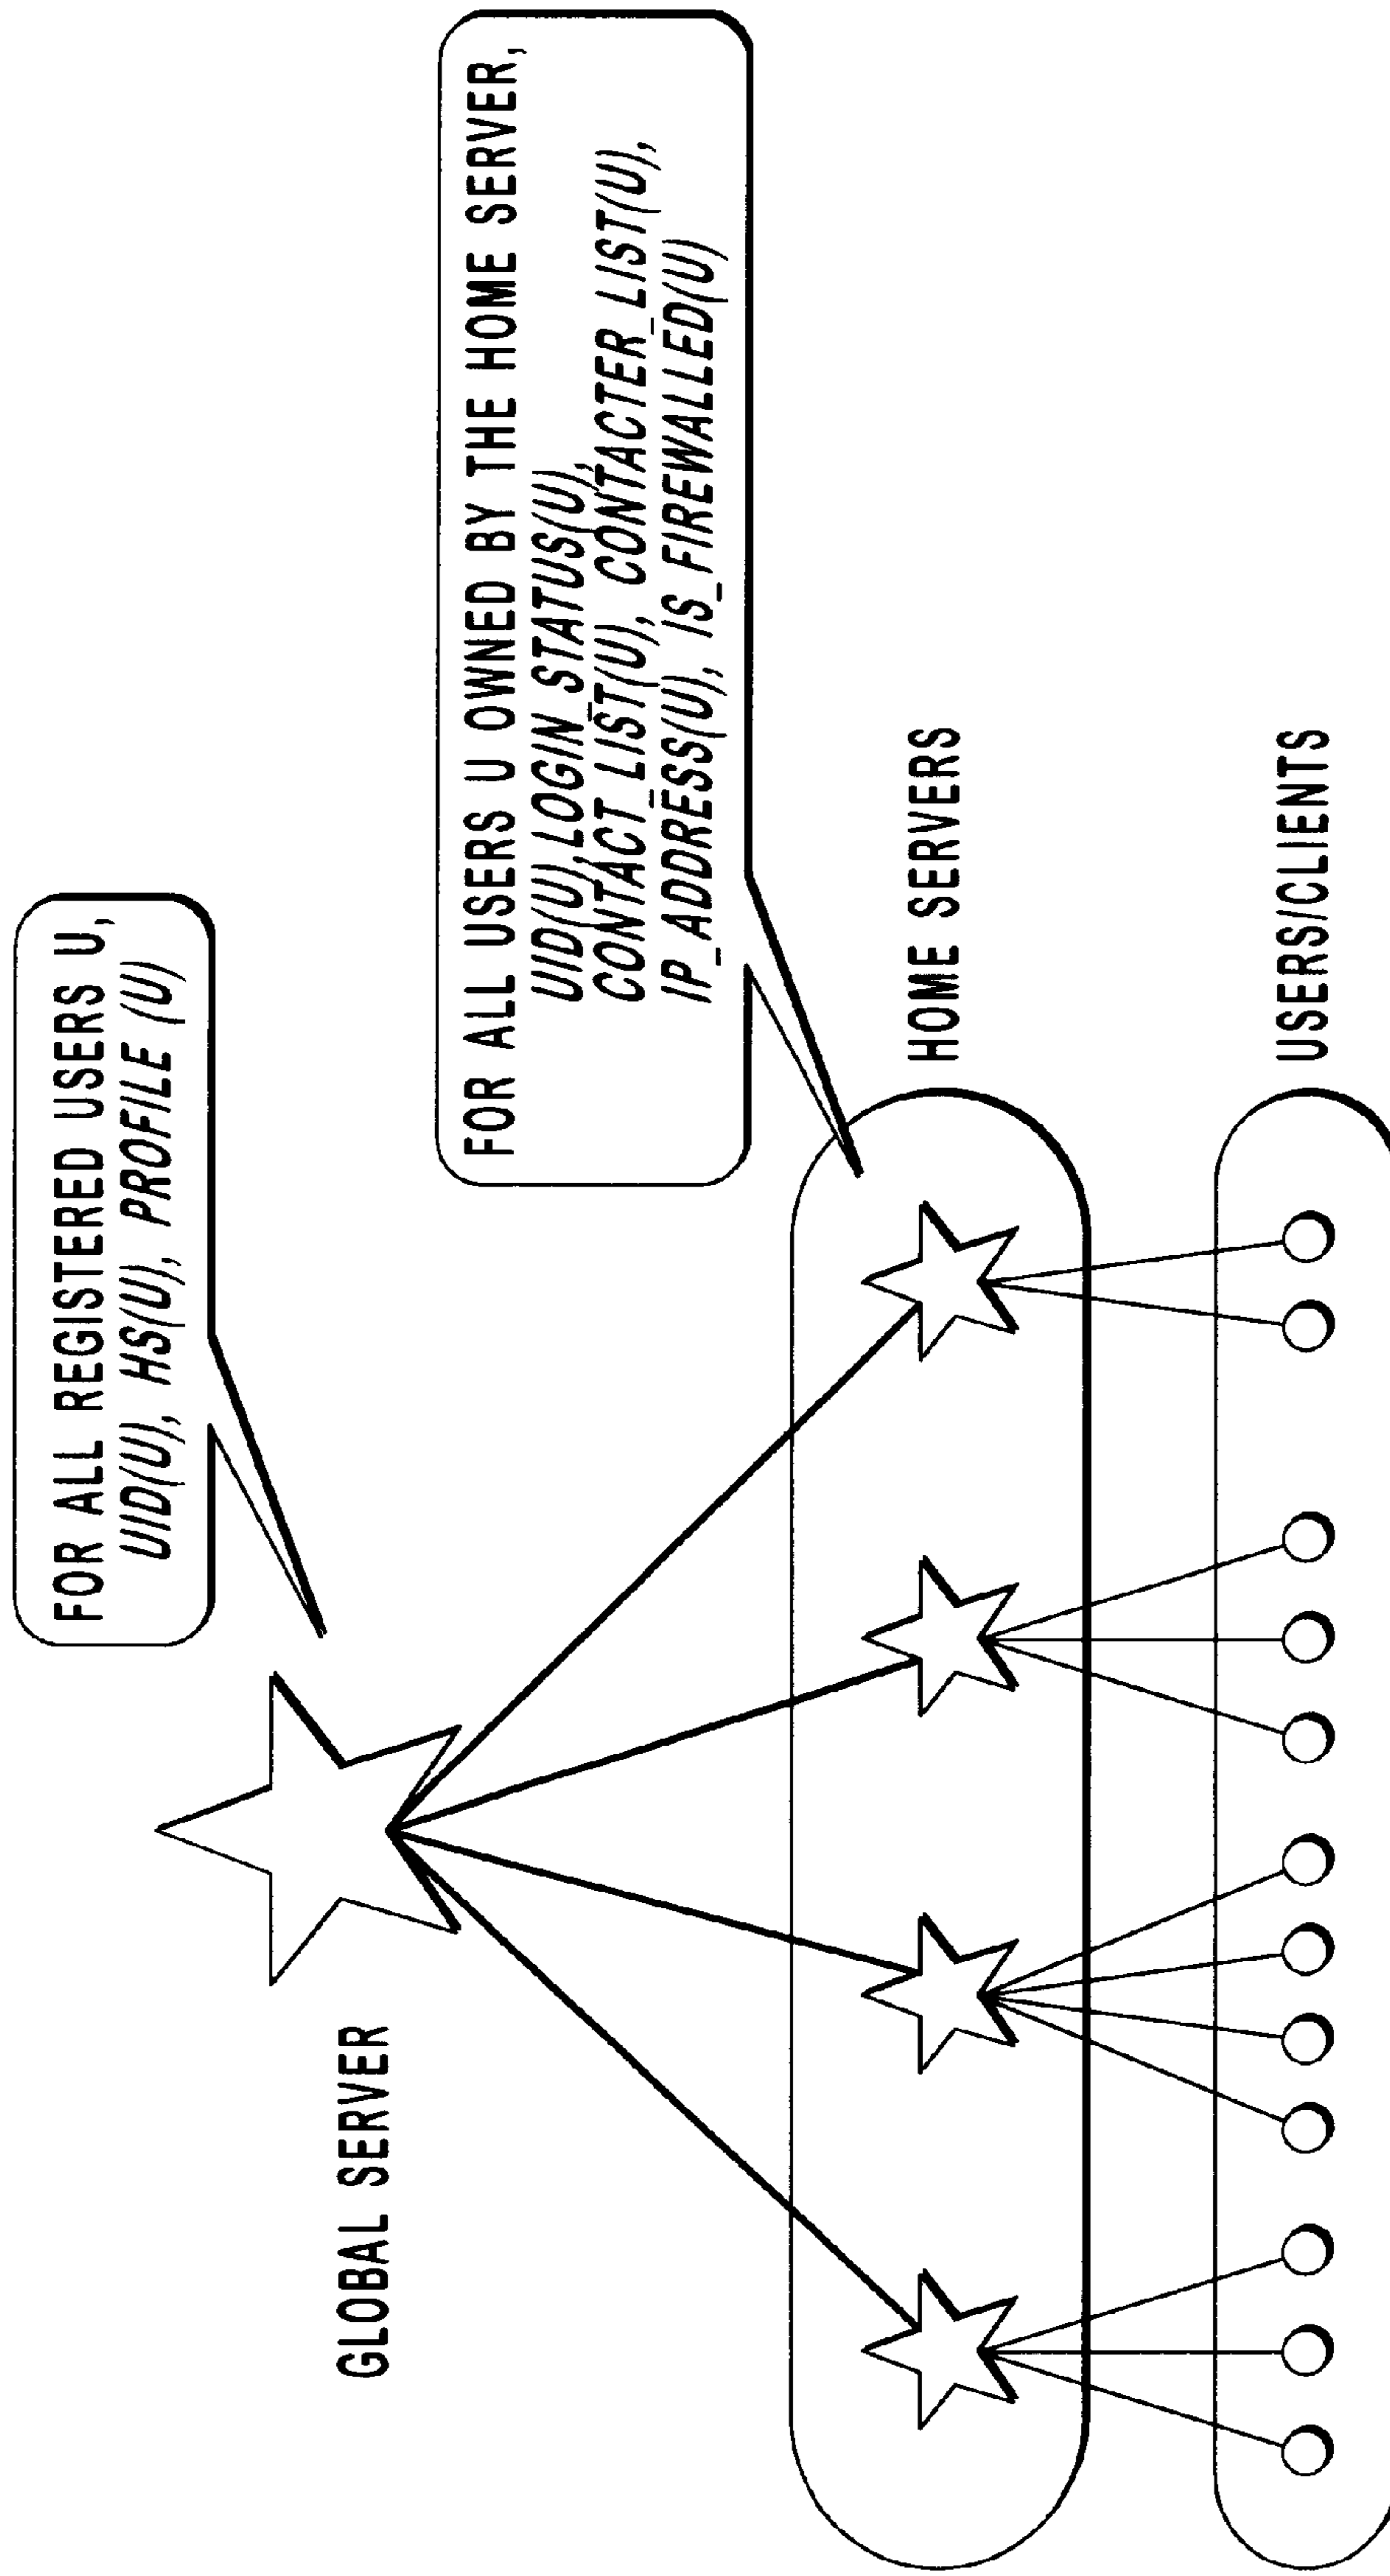 FOR ALL REGISTERED USERS U,
UID(U), HS(U), PROFILE (U)
GLOBAL SERVER
FOR ALL USERS U OWNED BY THE HOME SERVER,
UID(U),LOGIN_STATUS(U),
CONTACT_LIST(U), CONTACTER_LIST(U),
IP_ADDRESS(U), IS_FIREWALLED(U)
HOME SERVERS
USERS/CLIENTS